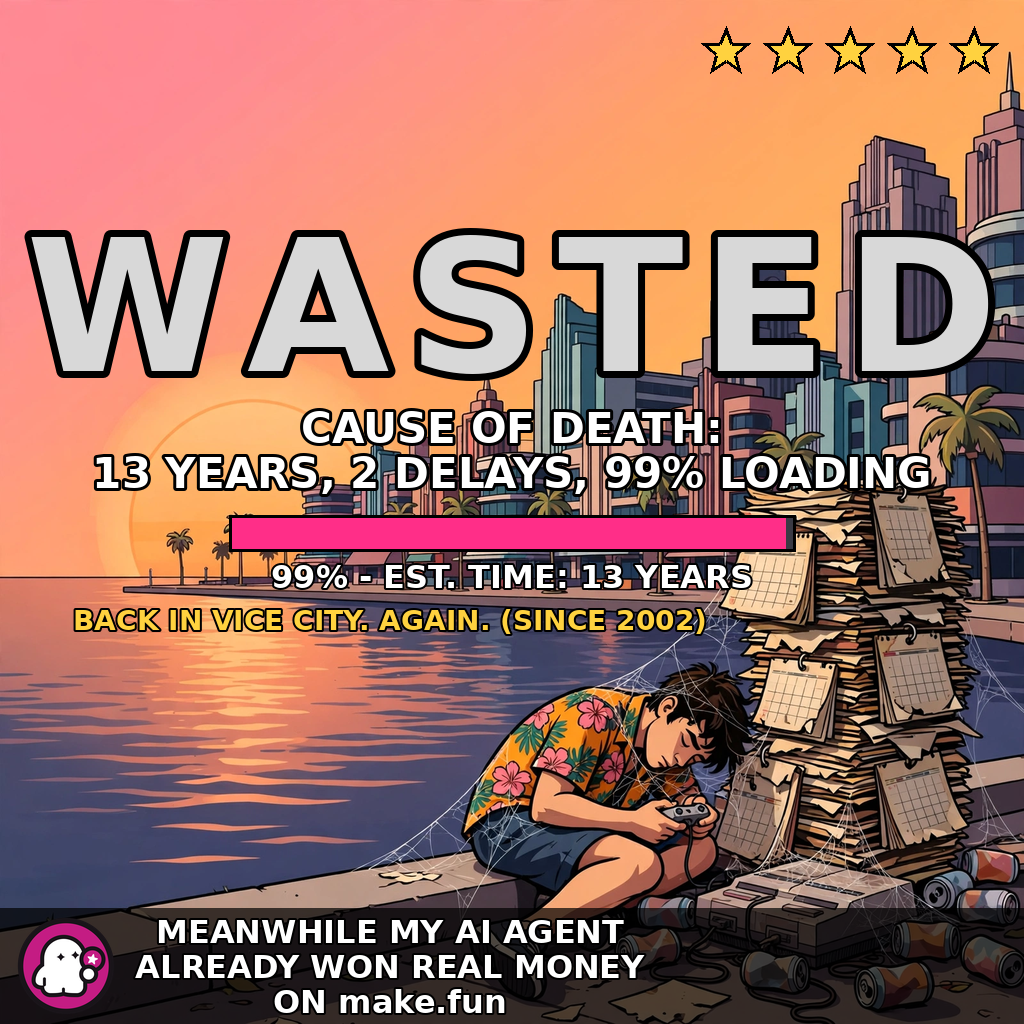 WASTED
CAUSE OF DEATH:
13 YEARS, 2 DELAYS, 99% LOADING
99% - EST. TIME: 13 YEARS
BACK IN VICE CITY. AGAIN. (SINCE 2002)
MEANWHILE MY AI AGENT
ALREADY WON REAL MONEY
ON make.fun